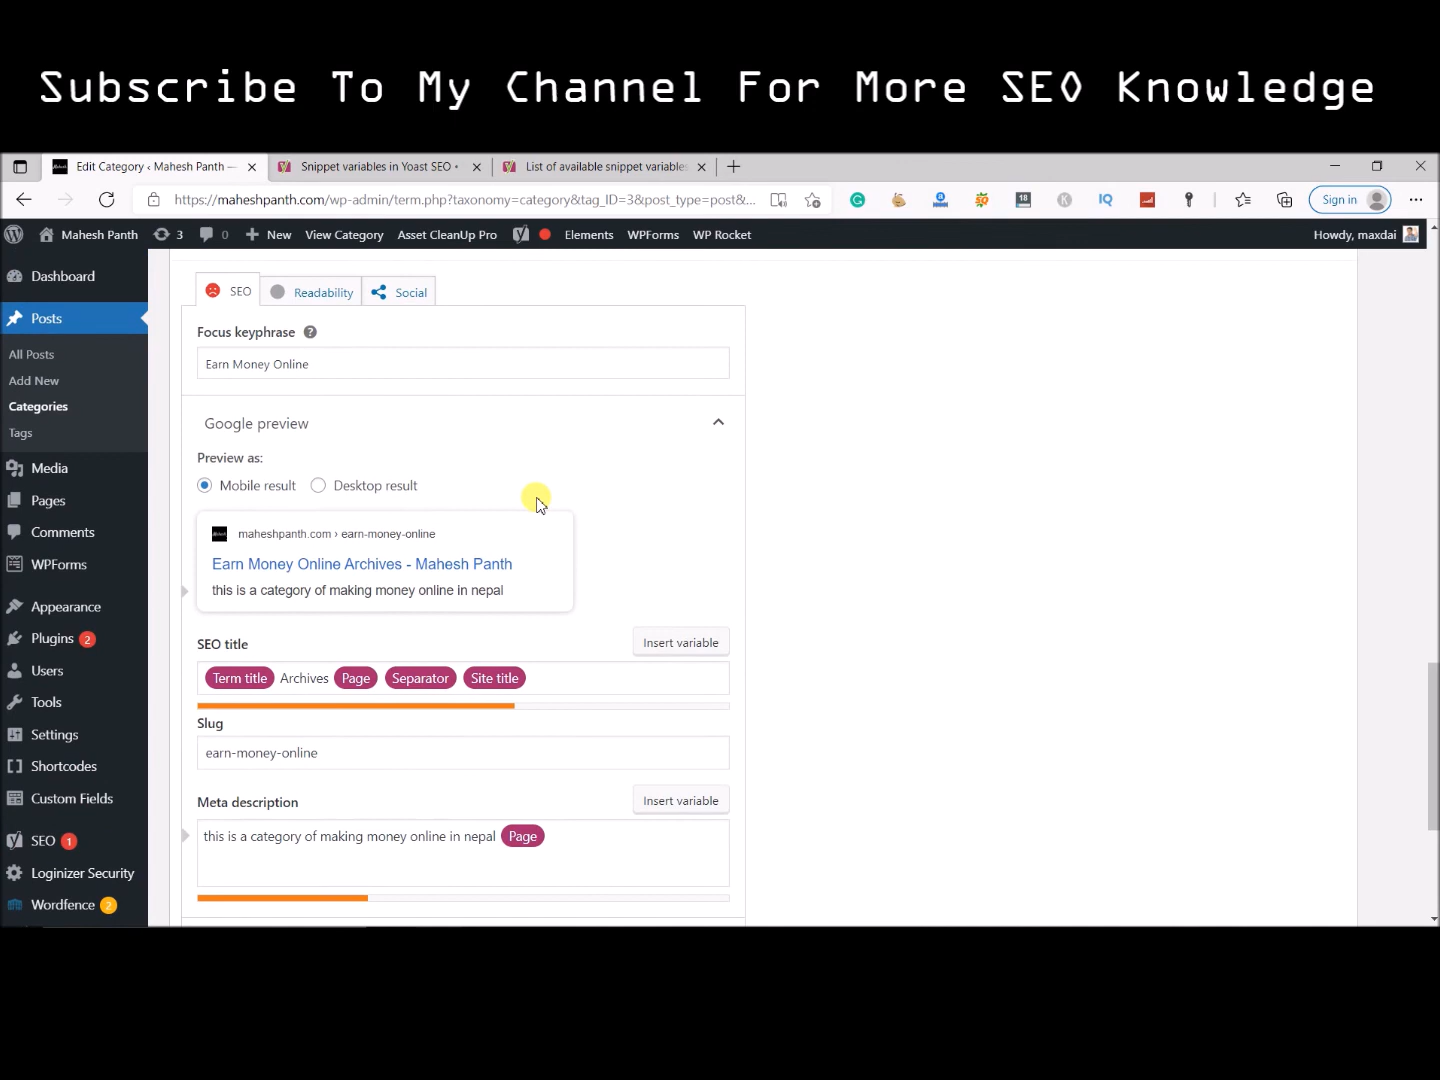 Subscribe To My Channel For More SEO Knowledge
Edit Category ‹ Mahesh Panth —
Snippet variables in Yoast SEO •
List of available snippet variables
https://maheshpanth.com/wp-admin/term.php?taxonomy=category&tag_ID=3&post_type=post&...
18
IQ
Sign in
Mahesh Panth
3
0
New
View Category
Asset CleanUp Pro
Elements
WPForms
WP Rocket
Howdy, maxdai
Dashboard
Posts
All Posts
Add New
Categories
Tags
Media
Pages
Comments
WPForms
Appearance
Plugins 2
Users
Tools
Settings
Shortcodes
Custom Fields
SEO 1
Loginizer Security
Wordfence 2
SEO
Readability
Social
Focus keyphrase ?
Earn Money Online
Google preview
Preview as:
Mobile result
Desktop result
maheshpanth.com › earn-money-online
Earn Money Online Archives - Mahesh Panth
this is a category of making money online in nepal
SEO title
Insert variable
Term title Archives Page Separator Site title
Slug
earn-money-online
Meta description
Insert variable
this is a category of making money online in nepal Page